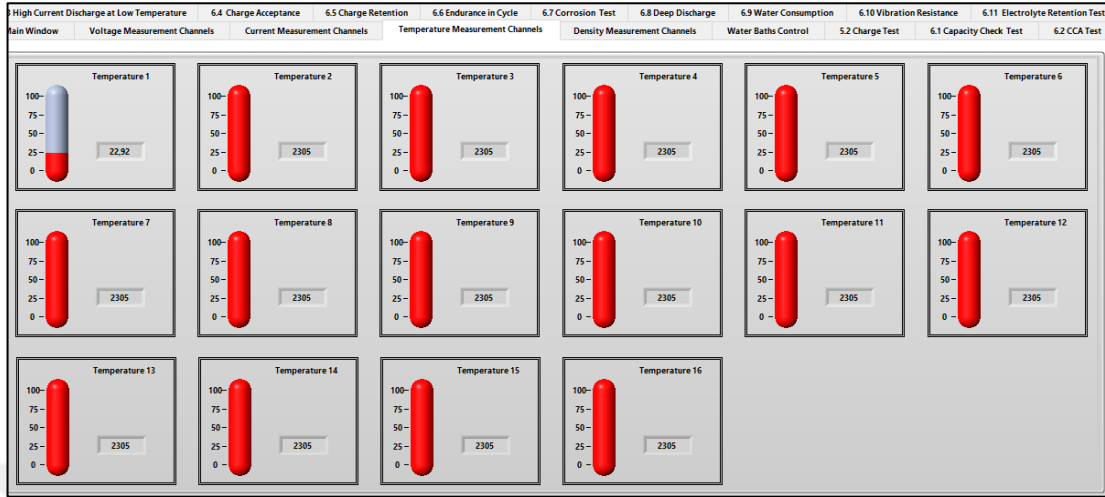 High Current Discharge at Low Temperature 6.4 Charge Acceptance 6.5 Charge Retention 6.6 Endurance in Cycle 6.7 Corrosion Test 6.8 Deep Discharge 6.9 Water Consumption 6.10 Vibration Resistance 6.11 Electrolyte Retention Test
Main Window Voltage Measurement Channels Current Measurement Channels Temperature Measurement Channels Density Measurement Channels Water Baths Control 5.2 Charge Test 6.1 Capacity Check Test 6.2 CCA Test
Temperature 1 Temperature 2 Temperature 3 Temperature 4 Temperature 5 Temperature 6
100 100 100 100 100 100
75 75 75 75 75 75
50 50 50 50 50 50
25 22,92 25 2305 25 2305 25 2305 25 2305 25 2305
0 0 0 0 0 0
Temperature 7 Temperature 8 Temperature 9 Temperature 10 Temperature 11 Temperature 12
100 100 100 100 100 100
75 75 75 75 75 75
50 50 50 50 50 50
25 2305 25 2305 25 2305 25 2305 25 2305 25 2305
0 0 0 0 0 0
Temperature 13 Temperature 14 Temperature 15 Temperature 16
100 100 100 100
75 75 75 75
50 50 50 50
25 2305 25 2305 25 2305 25 2305
0 0 0 0